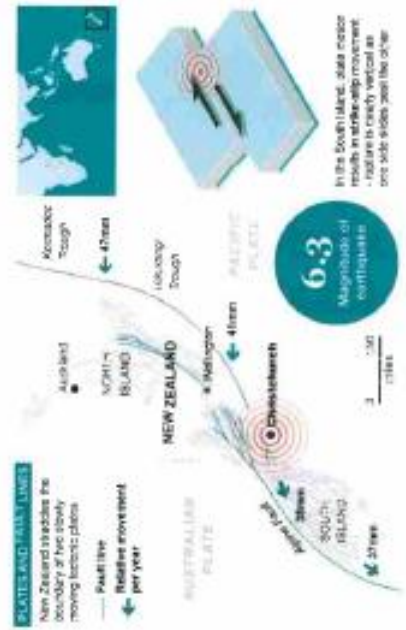 PLATES AND FAULT LINES
New Zealand straddles the
boundary of two slowly
moving tectonic plates
Fault line
Relative movement
per year
Auckland
NORTH
ISLAND
Kermadec
Trough
47mm
Hikurangi
Trough
NEW ZEALAND
Wellington
41mm
AUSTRALIAN
PLATE
PACIFIC
PLATE
Christchurch
Alpine Fault
38mm
SOUTH
ISLAND
37mm
0
miles
6.3
Magnitude of
earthquake
In the South Island, plate motion
results in strike-slip movement
- rupture is nearly vertical as
one side slides past the other